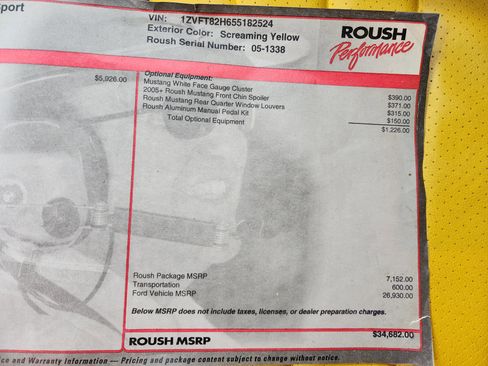 sport
VIN: 1ZVFT82H655182524
Exterior Color: Screaming Yellow
Roush Serial Number: 05-1338
ROUSH
Performance
$5,926.00
Optional Equipment:
Mustang White Face Gauge Cluster $390.00
2005+ Roush Mustang Front Chin Spoiler $371.00
Roush Mustang Rear Quarter Window Louvers $315.00
Roush Aluminum Manual Pedal Kit $150.00
Total Optional Equipment $1,226.00
Roush Package MSRP 7,152.00
Transportation 600.00
Ford Vehicle MSRP 26,930.00
Below MSRP does not include taxes, licenses, or dealer preparation charges.
ROUSH MSRP $34,682.00
ce and Warranty Information — Pricing and package content subject to change without notice.